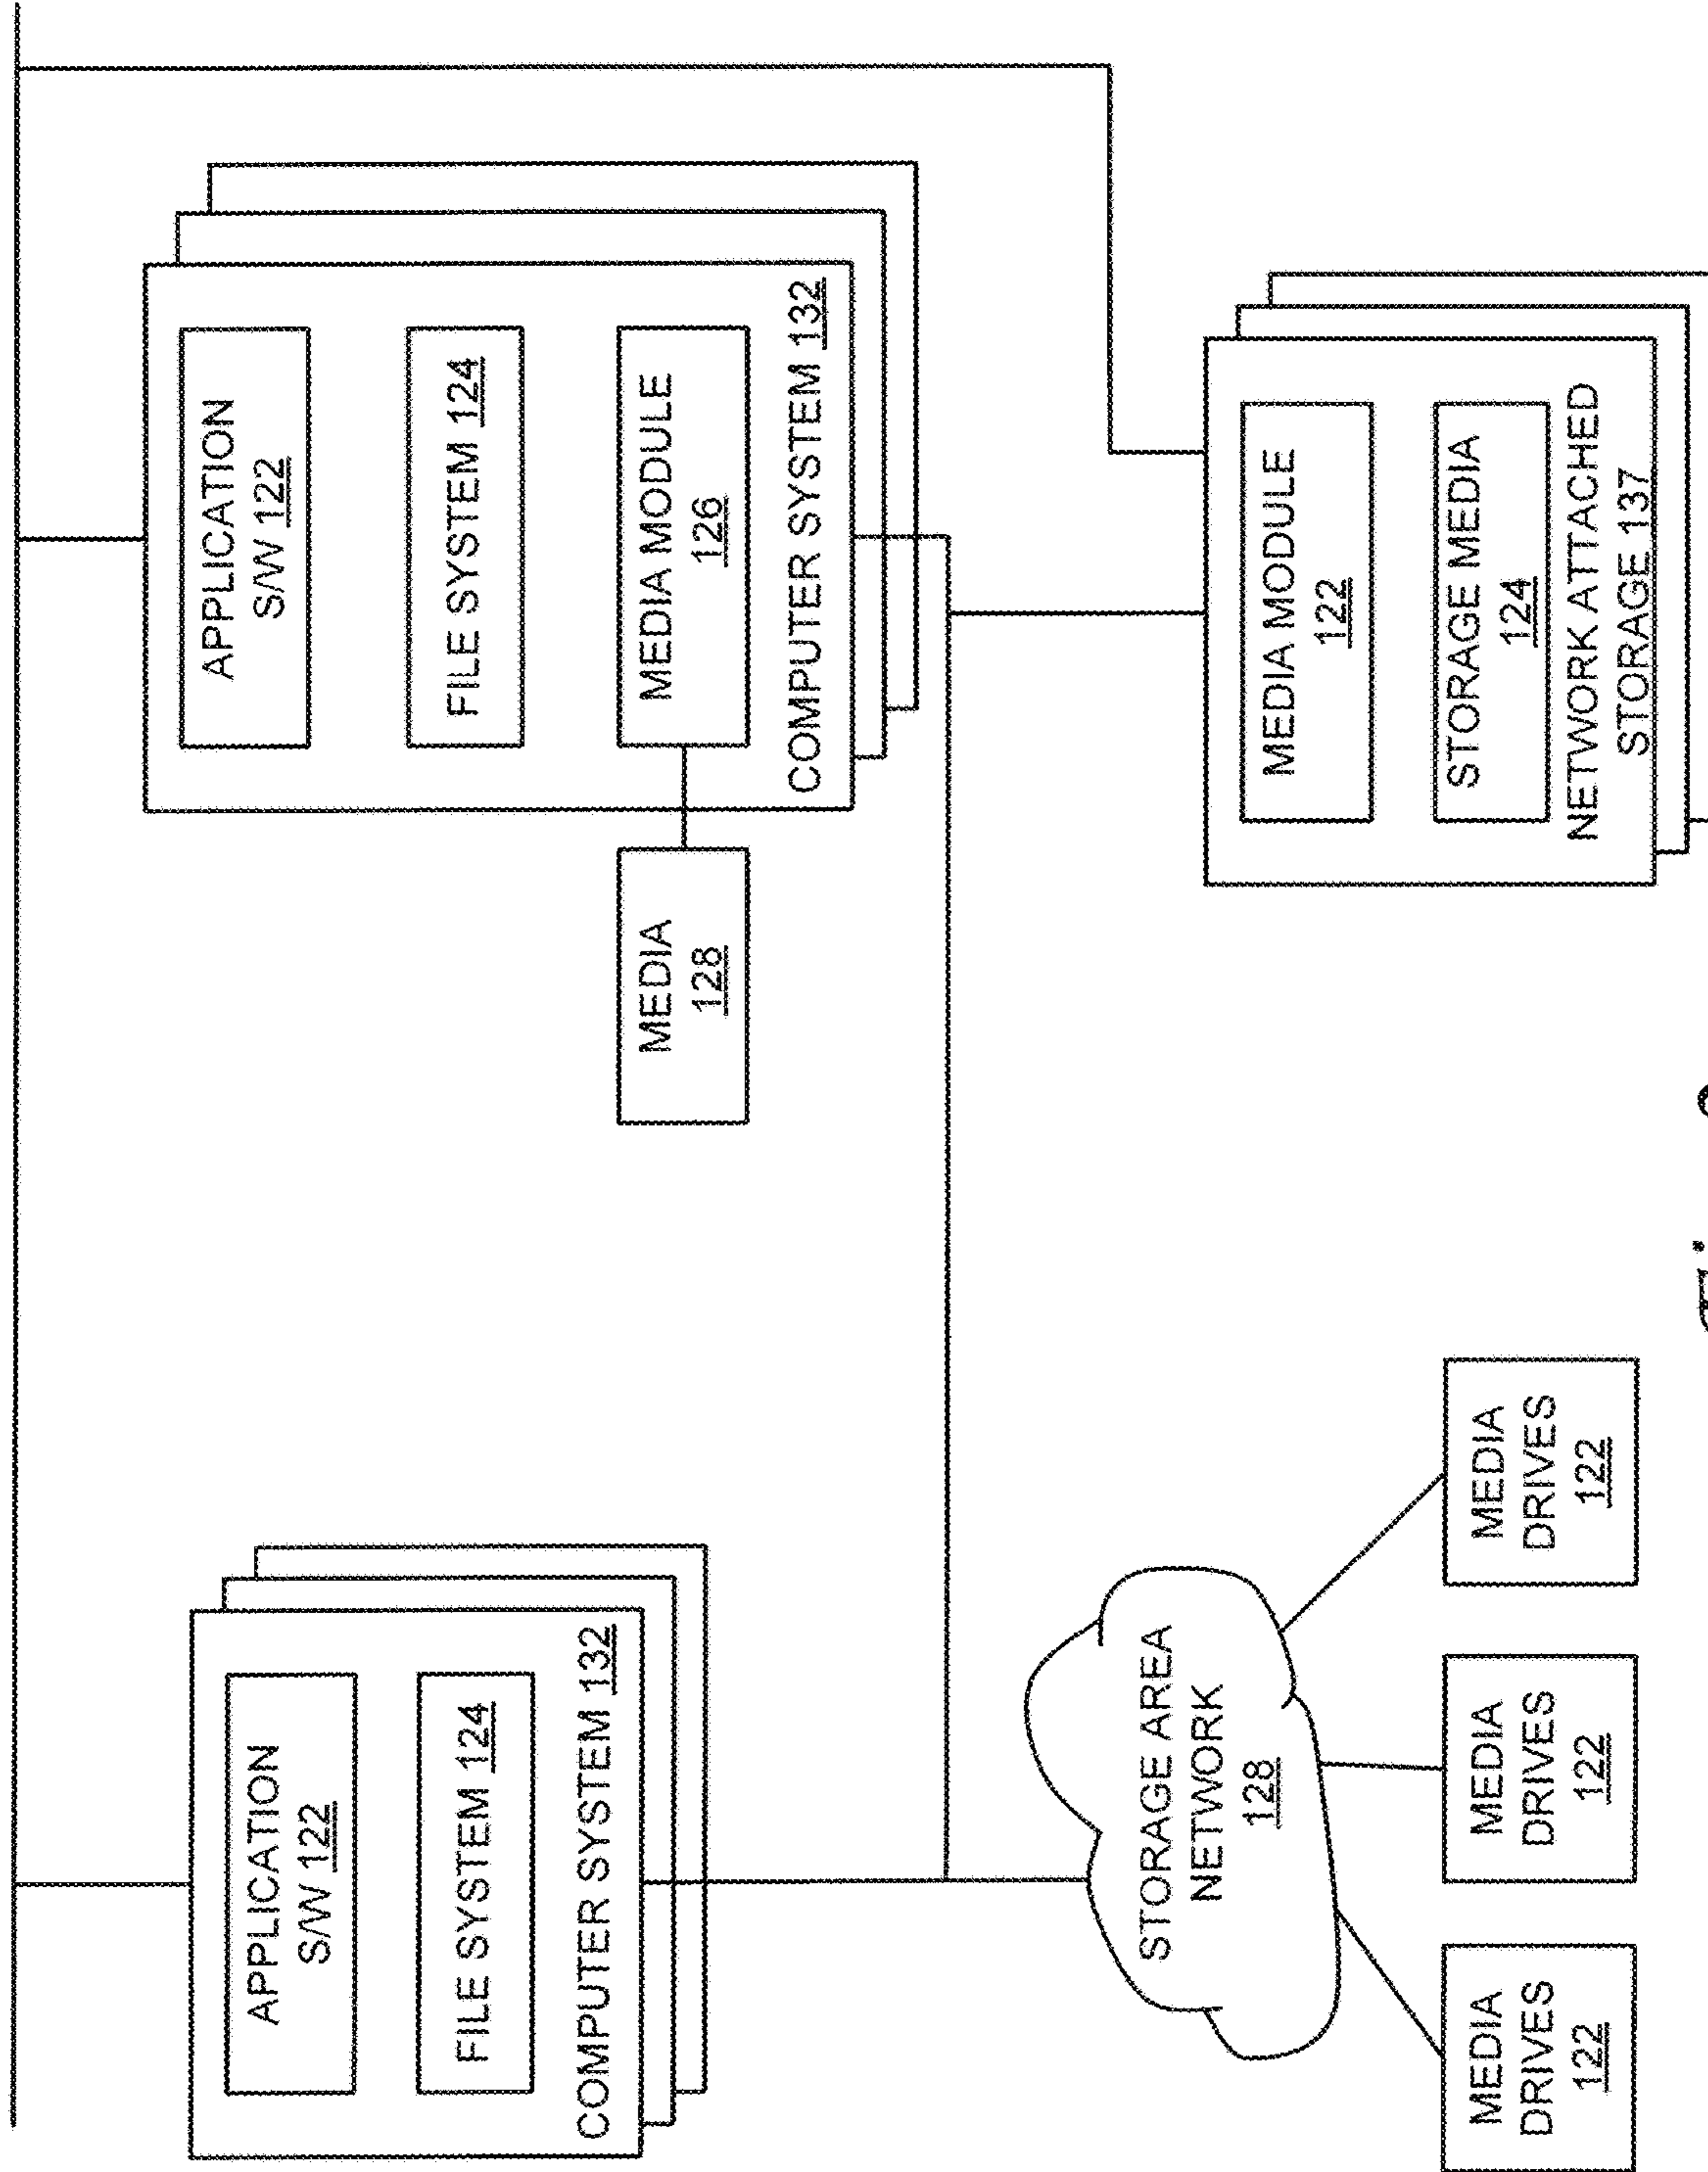 APPLICATION
S/W 122
FILE SYSTEM 124
COMPUTER SYSTEM 132
APPLICATION
S/W 122
FILE SYSTEM 124
MEDIA MODULE
126
COMPUTER SYSTEM 132
MEDIA
128
STORAGE AREA
NETWORK
128
MEDIA
DRIVES
122
MEDIA
DRIVES
122
MEDIA
DRIVES
122
MEDIA MODULE
122
STORAGE MEDIA
124
NETWORK ATTACHED
STORAGE 137